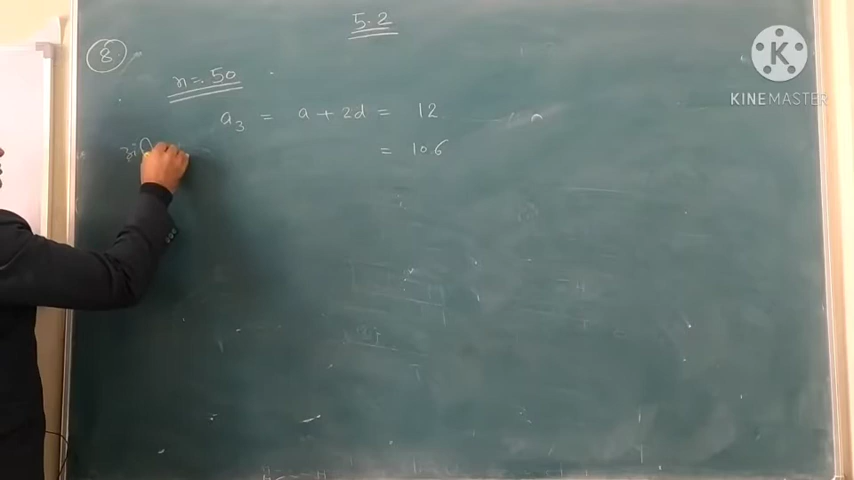 5.2
8
n = 50
a₃ = a + 2d = 12
= 106
K
KINEMASTER